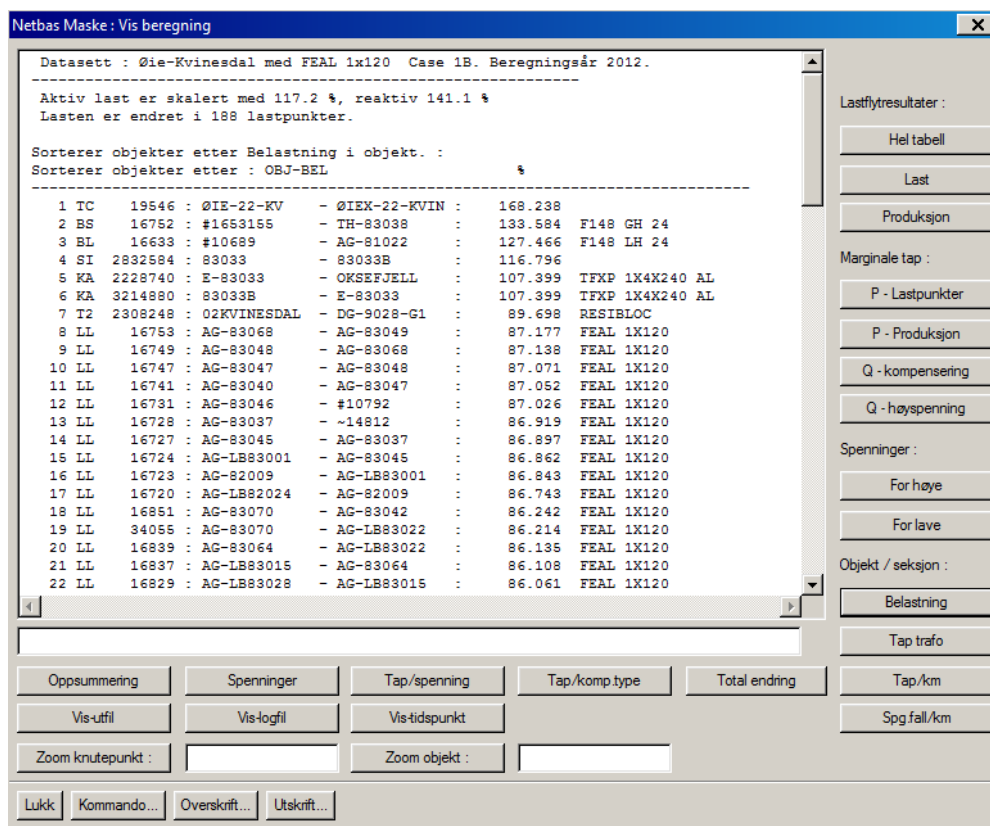 Netbas Maske : Vis beregning
Datasett : Øie-Kvinesdal med FEAL 1x120 Case 1B. Beregningsår 2012.
-------------------------------------------------------------
Aktiv last er skalert med 117.2 %, reaktiv 141.1 %
Lasten er endret i 188 lastpunkter.
Sorterer objekter etter Belastning i objekt. :
Sorterer objekter etter : OBJ-BEL %
--------------------------------------------------------------------------------
1 TC 19546 : ØIE-22-KV - ØIEX-22-KVIN : 168.238
2 BS 16752 : #1653155 - TH-83038 : 133.584 F148 GH 24
3 BL 16633 : #10689 - AG-81022 : 127.466 F148 LH 24
4 SI 2832584 : 83033 - 83033B : 116.796
5 KA 2228740 : E-83033 - OKSEFJELL : 107.399 TFXP 1X4X240 AL
6 KA 3214880 : 83033B - E-83033 : 107.399 TFXP 1X4X240 AL
7 T2 2308248 : 02KVINESDAL - DG-9028-G1 : 89.698 RESIBLOC
8 LL 16753 : AG-83068 - AG-83049 : 87.177 FEAL 1X120
9 LL 16749 : AG-83048 - AG-83068 : 87.138 FEAL 1X120
10 LL 16747 : AG-83047 - AG-83048 : 87.071 FEAL 1X120
11 LL 16741 : AG-83040 - AG-83047 : 87.052 FEAL 1X120
12 LL 16731 : AG-83046 - #10792 : 87.026 FEAL 1X120
13 LL 16728 : AG-83037 - ~14812 : 86.919 FEAL 1X120
14 LL 16727 : AG-83045 - AG-83037 : 86.897 FEAL 1X120
15 LL 16724 : AG-LB83001 - AG-83045 : 86.862 FEAL 1X120
16 LL 16723 : AG-82009 - AG-LB83001 : 86.843 FEAL 1X120
17 LL 16720 : AG-LB82024 - AG-82009 : 86.743 FEAL 1X120
18 LL 16851 : AG-83070 - AG-83042 : 86.242 FEAL 1X120
19 LL 34055 : AG-83070 - AG-LB83022 : 86.214 FEAL 1X120
20 LL 16839 : AG-83064 - AG-LB83022 : 86.135 FEAL 1X120
21 LL 16837 : AG-LB83015 - AG-83064 : 86.108 FEAL 1X120
22 LL 16829 : AG-LB83028 - AG-LB83015 : 86.061 FEAL 1X120
Lastflytresultater :
Hel tabell
Last
Produksjon
Marginale tap :
P - Lastpunkter
P - Produksjon
Q - kompensering
Q - høyspenning
Spenninger :
For høye
For lave
Objekt / seksjon :
Belastning
Tap trafo
Tap/km
Spg.fall/km
Oppsummering Spenninger Tap/spenning Tap/komp.type Total endring
Vis-utfil Vis-logfil Vis-tidspunkt
Zoom knutepunkt : Zoom objekt :
Lukk Kommando... Overskrift... Utskrift...